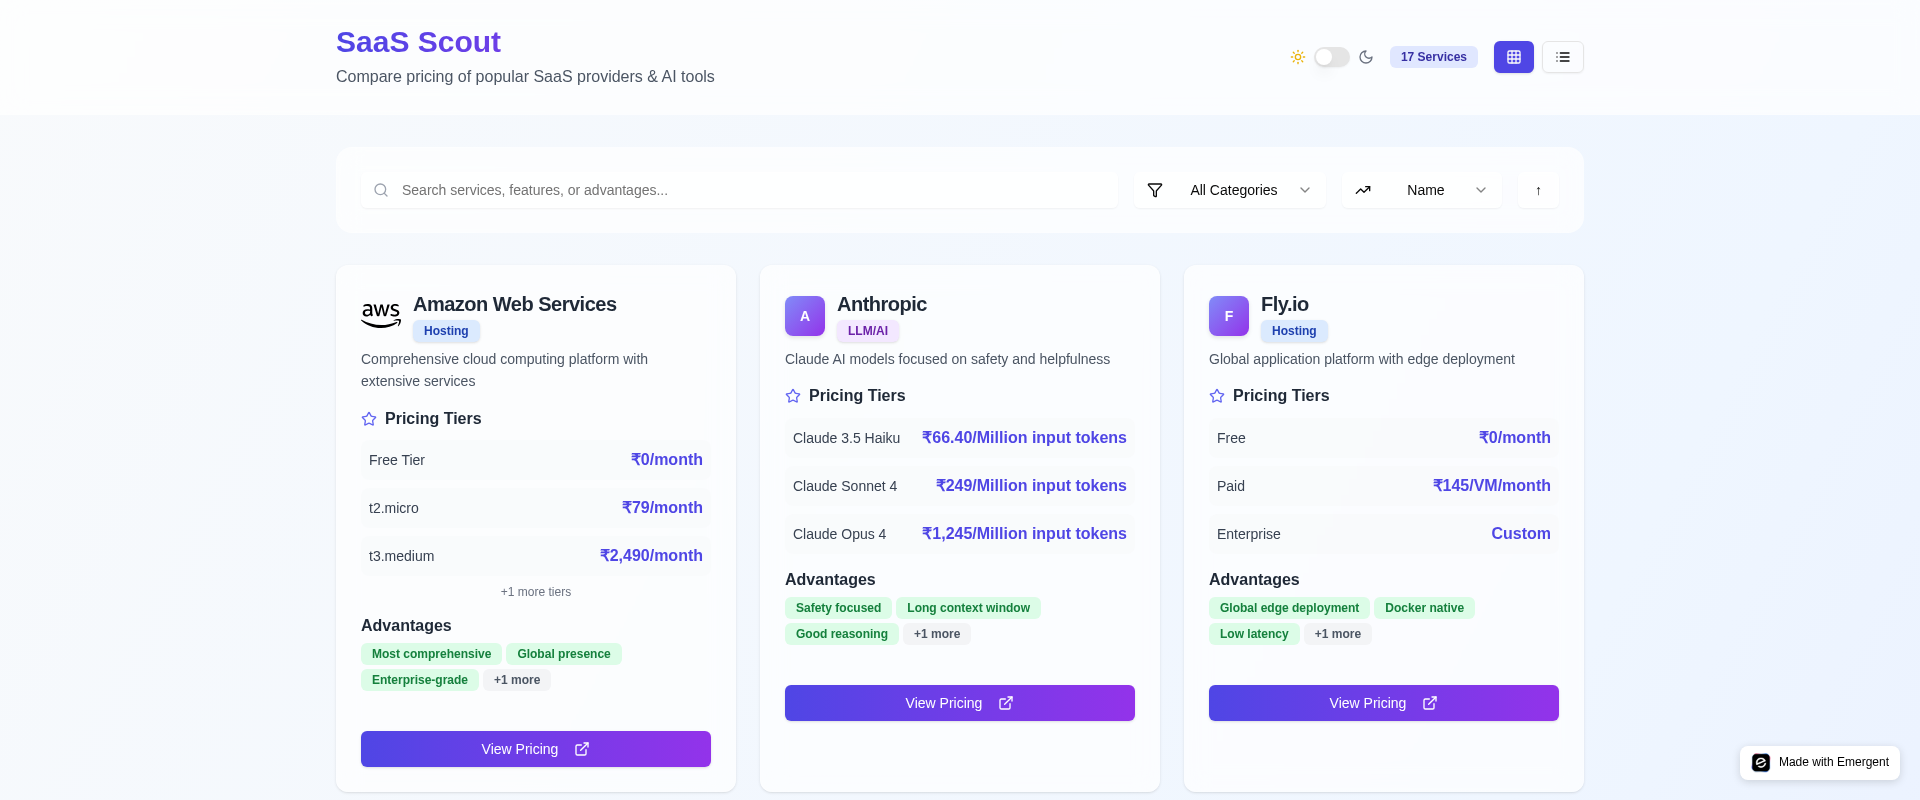 SaaS Scout
Compare pricing of popular SaaS providers & AI tools
17 Services
Search services, features, or advantages...
All Categories
Name
↑
aws
Amazon Web Services
Hosting
Comprehensive cloud computing platform with
extensive services
Pricing Tiers
Free Tier ₹0/month
t2.micro ₹79/month
t3.medium ₹2,490/month
+1 more tiers
Advantages
Most comprehensive Global presence
Enterprise-grade +1 more
View Pricing
A
Anthropic
LLM/AI
Claude AI models focused on safety and helpfulness
Pricing Tiers
Claude 3.5 Haiku ₹66.40/Million input tokens
Claude Sonnet 4 ₹249/Million input tokens
Claude Opus 4 ₹1,245/Million input tokens
Advantages
Safety focused Long context window
Good reasoning +1 more
View Pricing
F
Fly.io
Hosting
Global application platform with edge deployment
Pricing Tiers
Free ₹0/month
Paid ₹145/VM/month
Enterprise Custom
Advantages
Global edge deployment Docker native
Low latency +1 more
View Pricing
Made with Emergent